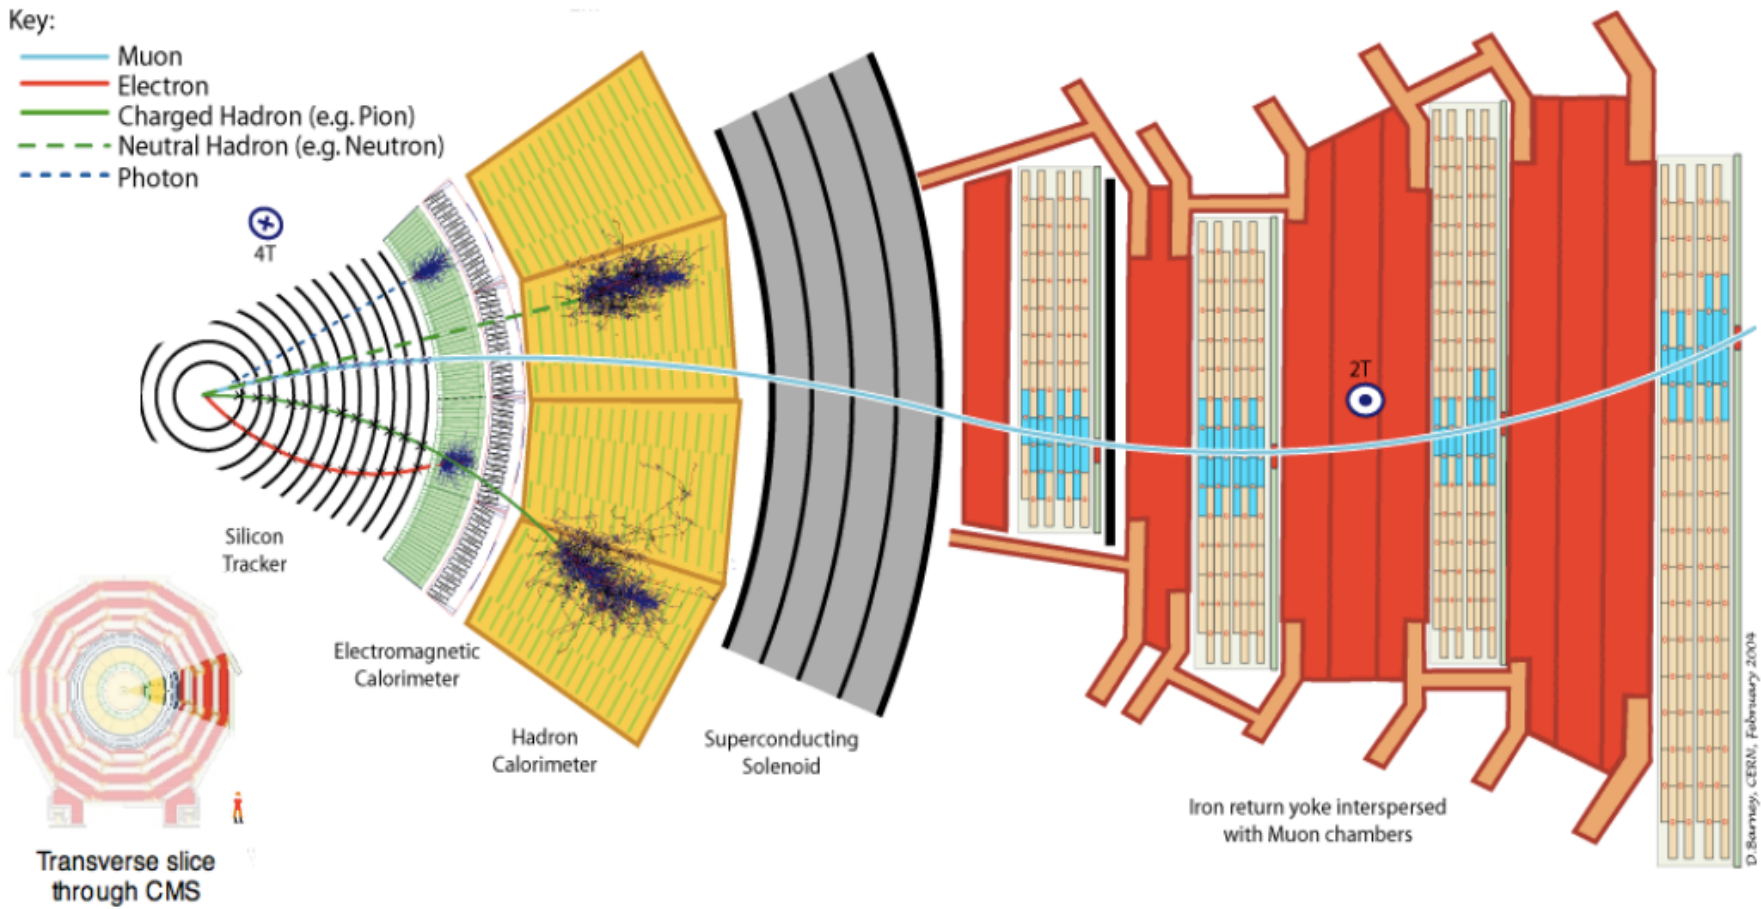 Key:
Muon
Electron
Charged Hadron (e.g. Pion)
Neutral Hadron (e.g. Neutron)
Photon
4T
2T
Silicon
Tracker
Electromagnetic
Calorimeter
Hadron
Calorimeter
Superconducting
Solenoid
Iron return yoke interspersed
with Muon chambers
Transverse slice
through CMS
D.Barney, CERN, February 2004